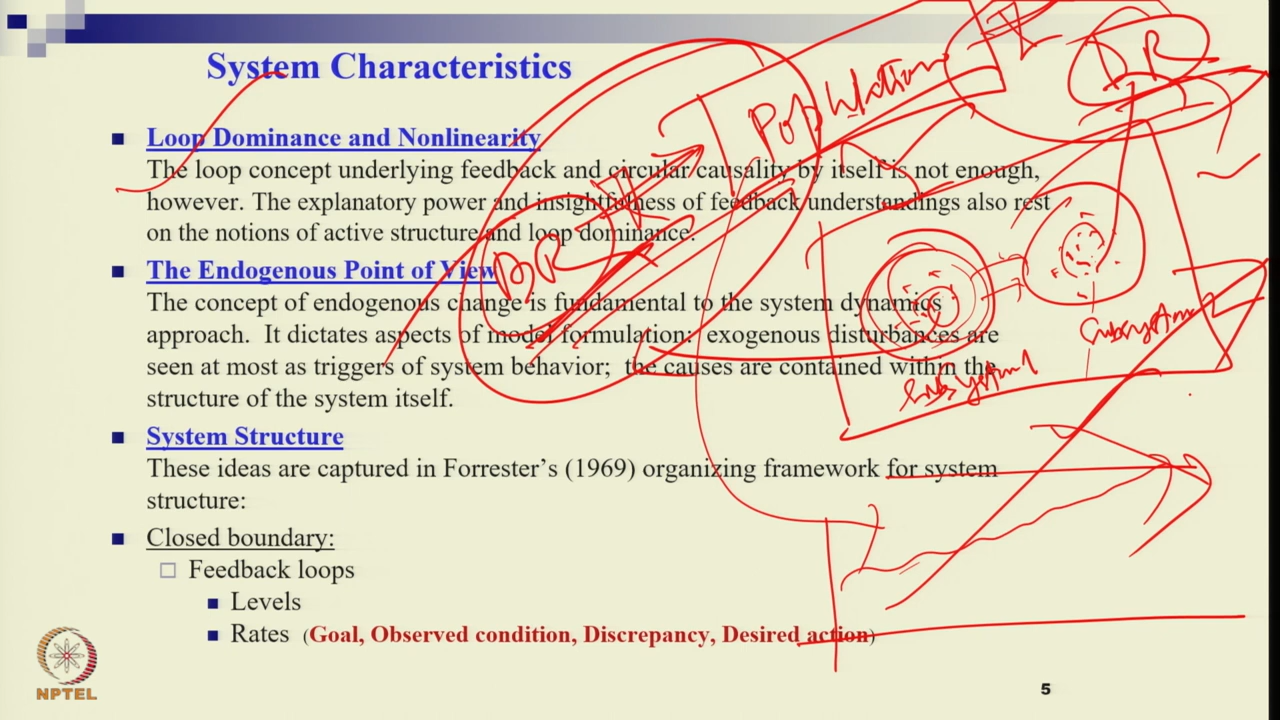 System Characteristics
Loop Dominance and Nonlinearity
The loop concept underlying feedback and circular causality by itself is not enough,
however. The explanatory power and insightfulness of feedback understandings also rest
on the notions of active structure and loop dominance.
The Endogenous Point of View
The concept of endogenous change is fundamental to the system dynamics
approach. It dictates aspects of model formulation: exogenous disturbances are
seen at most as triggers of system behavior; the causes are contained within the
structure of the system itself.
System Structure
These ideas are captured in Forrester's (1969) organizing framework for system
structure:
Closed boundary:
Feedback loops
Levels
Rates (Goal, Observed condition, Discrepancy, Desired action)
Population
DR
BR
NPTEL
5